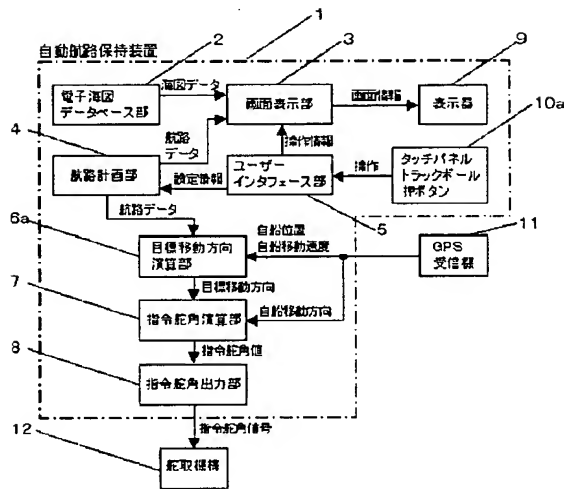 1
自動航路保持装置
2
3
9
電子海図
データベース部
海図データ
画面表示部
画面情報
表示器
4
航路
データ
操作情報
10a
航路計画部
設定情報
ユーザー
インタフェース部
操作
タッチパネル
トラックボール
押ボタン
航路データ
5
6a
自船位置
自船移動速度
11
目標移動方向
演算部
GPS
受信機
7
目標移動方向
指令舵角演算部
自船移動方向
8
指令舵角値
指令舵角出力部
指令舵角信号
12
舵取機構